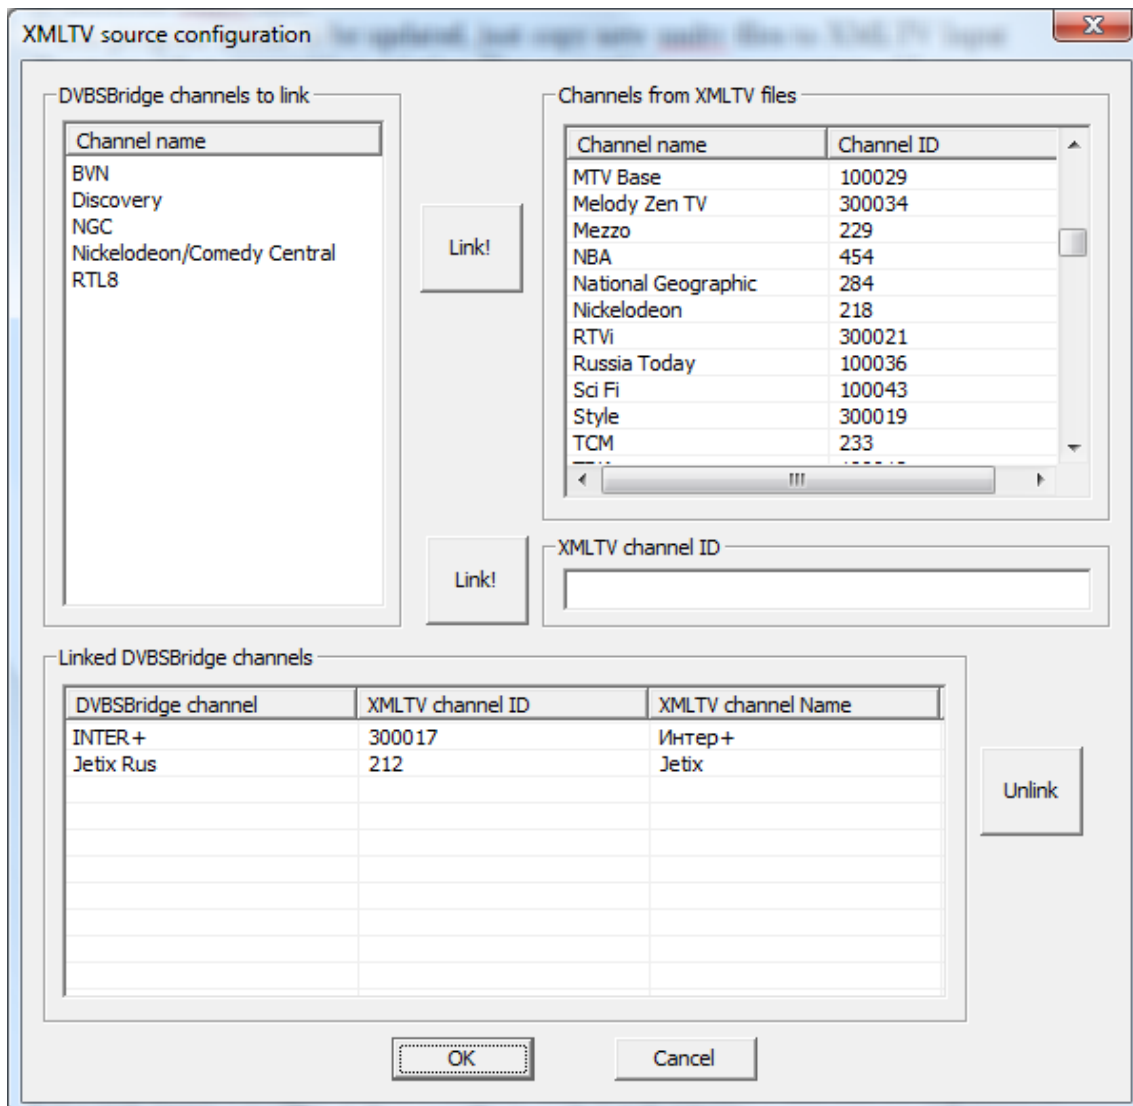 XMLTV source configuration
DVBSBridge channels to link
Channel name
BVN
Discovery
NGC
Nickelodeon/Comedy Central
RTL8
Link!
Channels from XMLTV files
Channel name Channel ID
MTV Base 100029
Melody Zen TV 300034
Mezzo 229
NBA 454
National Geographic 284
Nickelodeon 218
RTVi 300021
Russia Today 100036
Sci Fi 100043
Style 300019
TCM 233
Link!
XMLTV channel ID
Linked DVBSBridge channels
DVBSBridge channel XMLTV channel ID XMLTV channel Name
INTER+ 300017 Интер+
Jetix Rus 212 Jetix
Unlink
OK Cancel